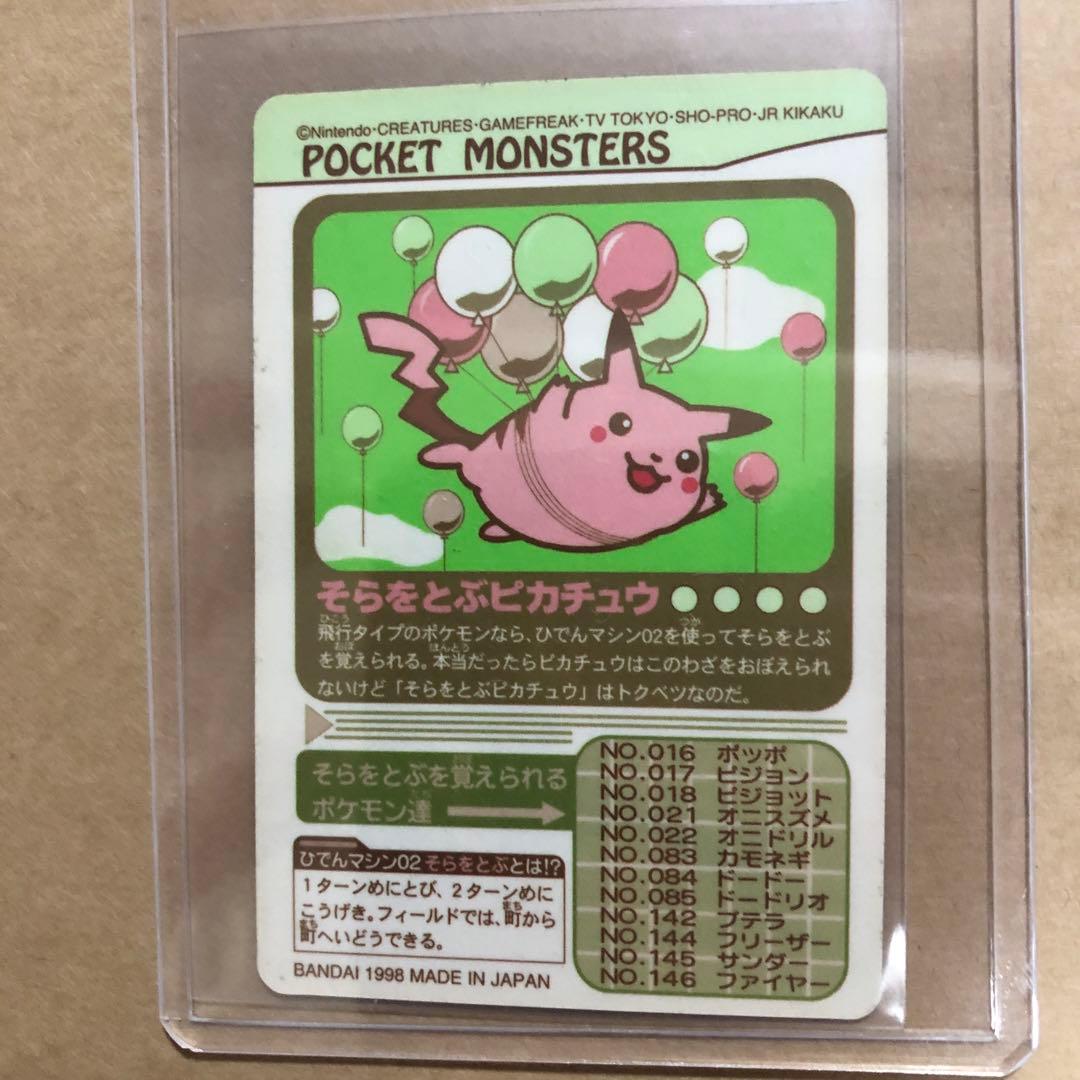 ©Nintendo・CREATURES・GAMEFREAK・TV TOKYO・SHO-PRO・JR KIKAKU
POCKET MONSTERS
そらをとぶピカチュウ
飛行タイプのポケモンなら、ひでんマシン02を使ってそらをとぶ
を覚えられる。本当だったらピカチュウはこのわざをおぼえられ
ないけど「そらをとぶピカチュウ」はトクベツなのだ。
そらをとぶを覚えられる
ポケモン達
NO.016 ポッポ
NO.017 ピジョン
NO.018 ピジョット
NO.021 オニスズメ
NO.022 オニドリル
NO.083 カモネギ
NO.084 ドードー
NO.085 ドードリオ
NO.142 プテラ
NO.144 フリーザー
NO.145 サンダー
NO.146 ファイヤー
ひでんマシン02 そらをとぶとは!?
1ターンめにとび、2ターンめに
こうげき。フィールドでは、町から
町へいどうできる。
BANDAI 1998 MADE IN JAPAN